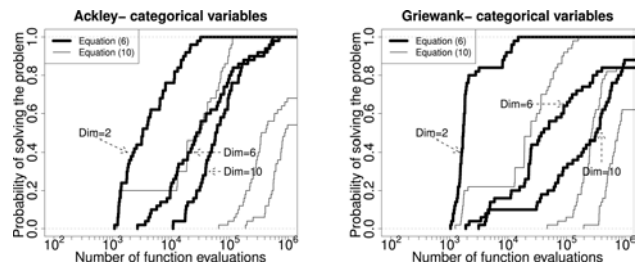 Ackley- categorical variables
Probability of solving the problem
1.0
0.8
0.6
0.4
0.2
0.0
Equation (6)
Equation (10)
Dim=2
Dim=6
Dim=10
10^2 10^3 10^4 10^5 10^6
Number of function evaluations
Griewank- categorical variables
Probability of solving the problem
1.0
0.8
0.6
0.4
0.2
0.0
Equation (6)
Equation (10)
Dim=6
Dim=2
Dim=10
10^2 10^3 10^4 10^5 10^6
Number of function evaluations